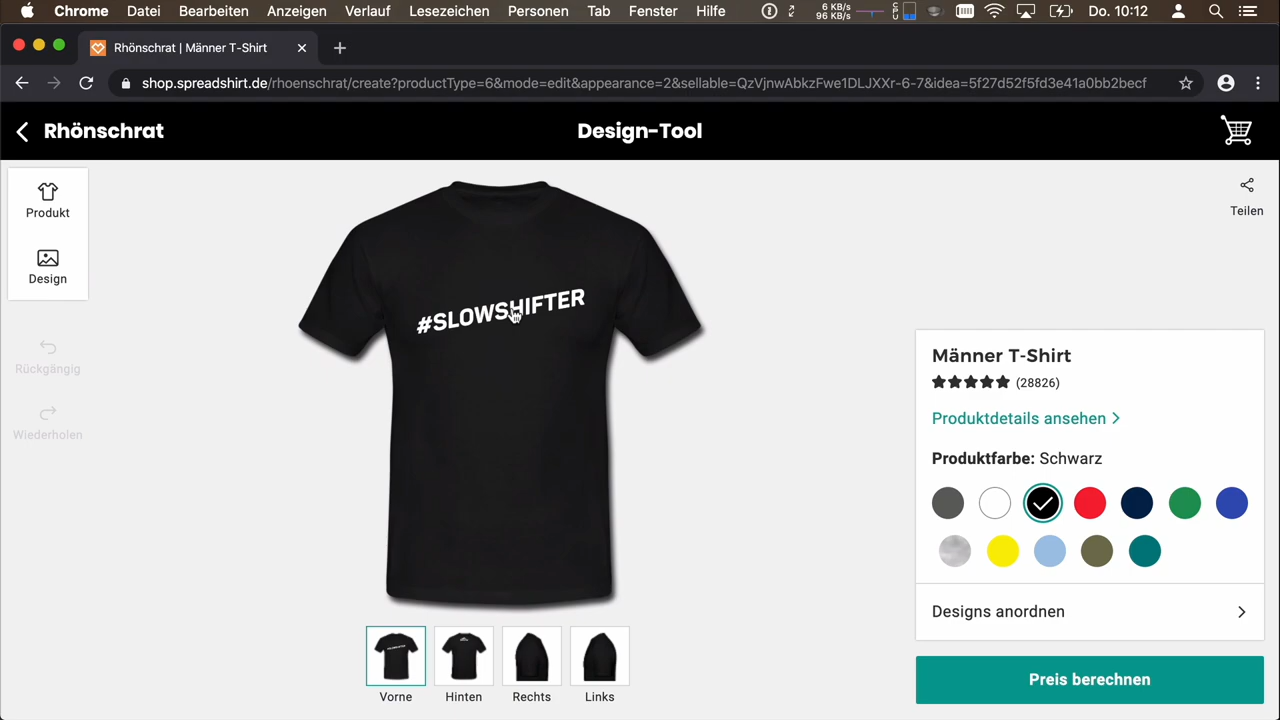 Chrome Datei Bearbeiten Anzeigen Verlauf Lesezeichen Personen Tab Fenster Hilfe 6 KB/s 96 KB/s Do. 10:12
Rhönschrat | Männer T-Shirt
shop.spreadshirt.de/rhoenschrat/create?productType=6&mode=edit&appearance=2&sellable=QzVjnwAbkzFwe1DLJXXr-6-7&idea=5f27d52f5fd3e41a0bb2becf
Rhönschrat
Design-Tool
Produkt
Design
Rückgängig
Wiederholen
Teilen
#SLOWSHIFTER
Männer T-Shirt
(28826)
Produktdetails ansehen
Produktfarbe: Schwarz
Designs anordnen
Preis berechnen
Vorne
Hinten
Rechts
Links